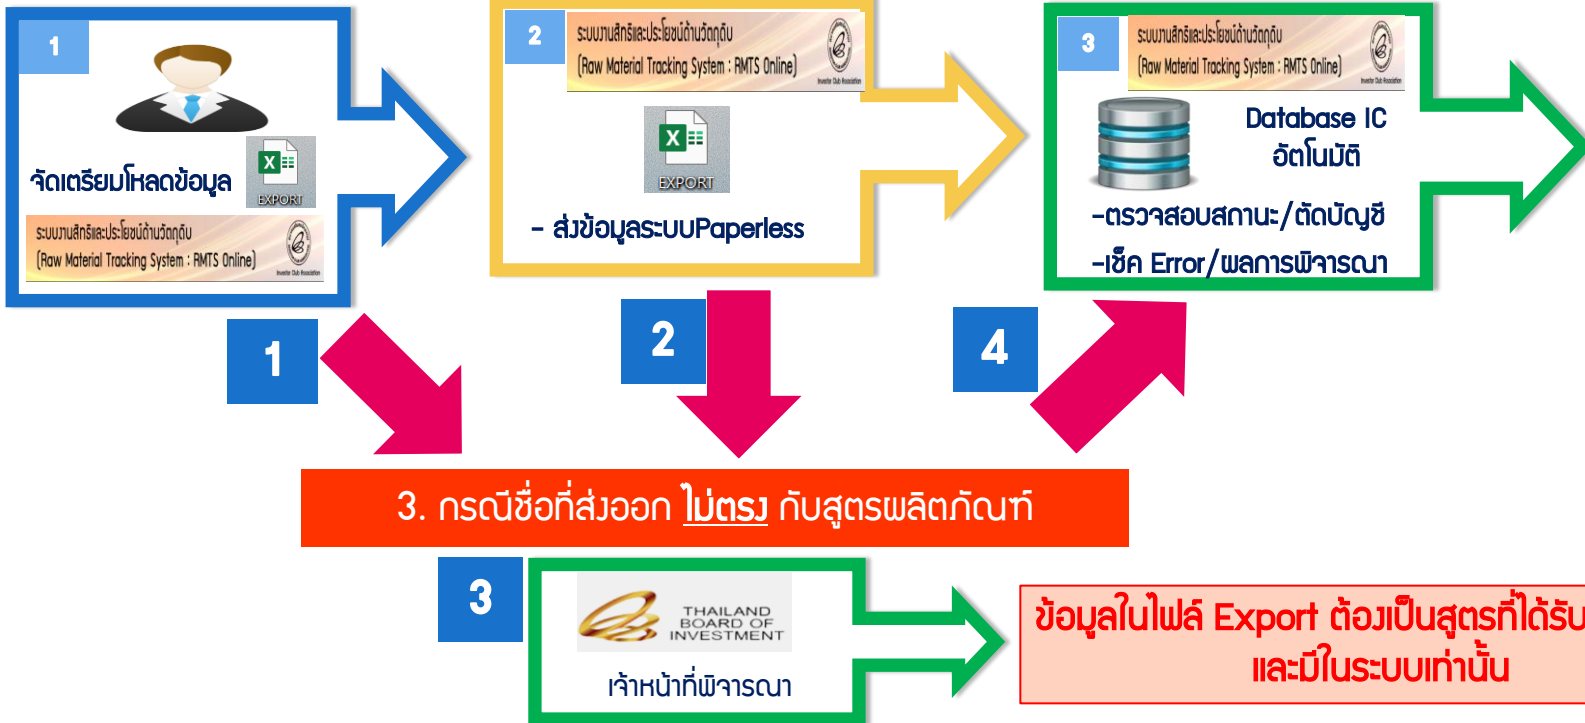 1
จัดเตรียมโหลดข้อมูล
EXPORT
ระบบงานสิทธิและประโยชน์ด้านวัตถุดิบ
(Raw Material Tracking System : RMTS Online)
Investor Club Association
2
ระบบงานสิทธิและประโยชน์ด้านวัตถุดิบ
(Raw Material Tracking System : RMTS Online)
Investor Club Association
EXPORT
- ส่งข้อมูลระบบPaperless
3
ระบบงานสิทธิและประโยชน์ด้านวัตถุดิบ
(Raw Material Tracking System : RMTS Online)
Investor Club Association
Database IC
อัตโนมัติ
-ตรวจสอบสถานะ/ตัดบัญชี
-เช็ค Error/ผลการพิจารณา
1
2
4
3. กรณีชื่อที่ส่งออก ไม่ตรง กับสูตรผลิตภัณฑ์
3
THAILAND
BOARD OF
INVESTMENT
เจ้าหน้าที่พิจารณา
ข้อมูลในไฟล์ Export ต้องเป็นสูตรที่ได้รับ
และมีในระบบเท่านั้น